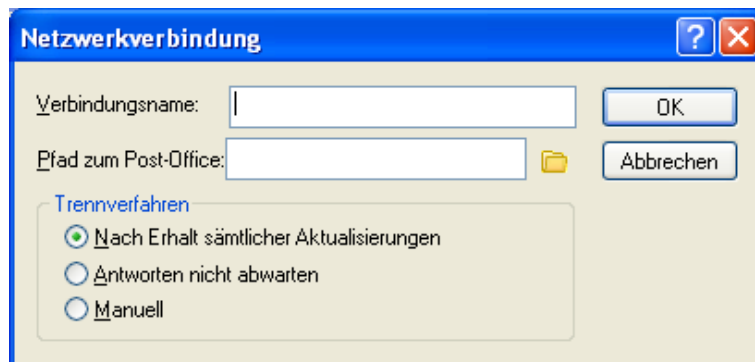 Netzwerkverbindung
Verbindungsname:
OK
Pfad zum Post-Office:
Abbrechen
Trennverfahren
Nach Erhalt sämtlicher Aktualisierungen
Antworten nicht abwarten
Manuell